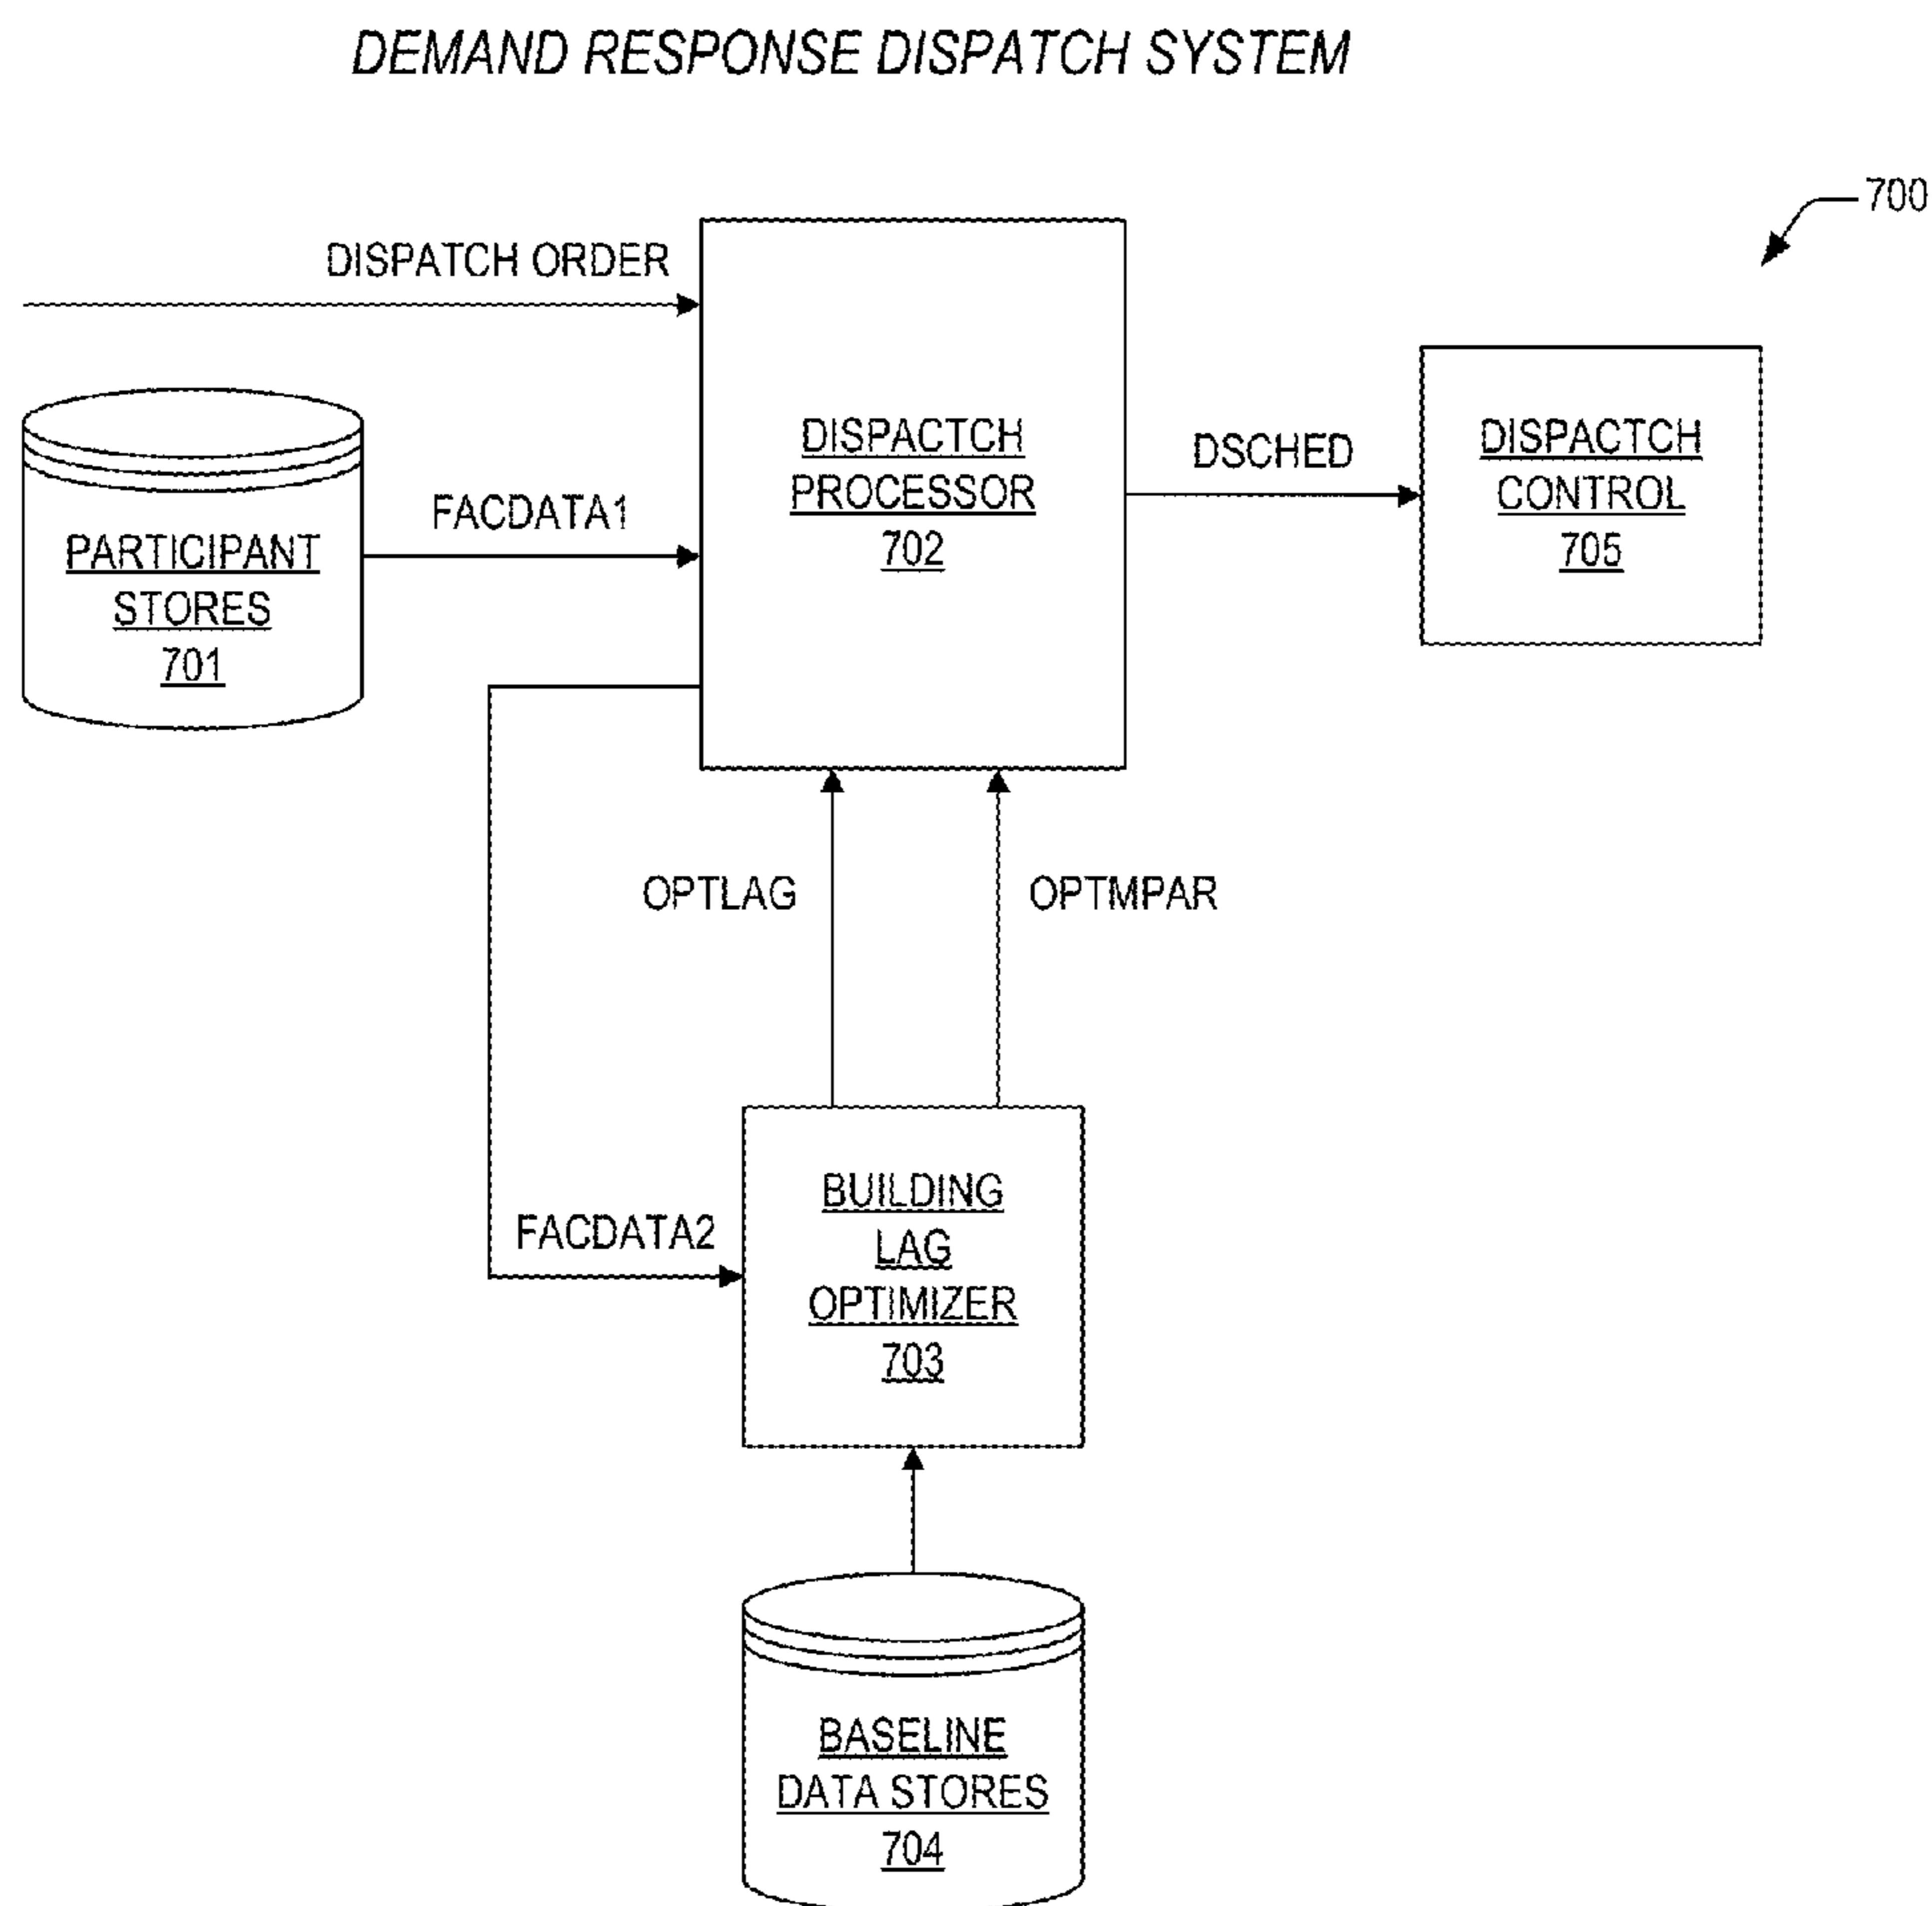 DEMAND RESPONSE DISPATCH SYSTEM
700
DISPATCH ORDER
DISPACTCH
PROCESSOR
702
DISPACTCH
CONTROL
705
DSCHED
FACDATA1
PARTICIPANT
STORES
701
OPTLAG
OPTMPAR
FACDATA2
BUILDING
LAG
OPTIMIZER
703
BASELINE
DATA STORES
704